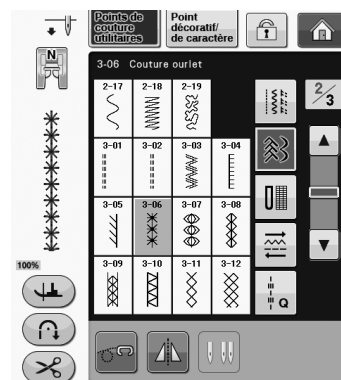 Points de
couture
utilitaires
Point
décoratif/
de caractère
N
3-06 Couture ourlet
2-17 2-18 2-19
2/3
3-01 3-02 3-03 3-04
3-05 3-06 3-07 3-08
100%
3-09 3-10 3-11 3-12
Q